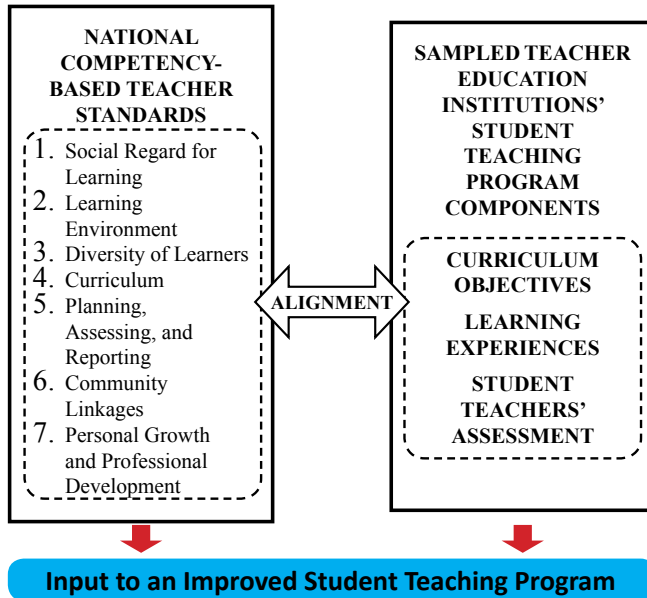 NATIONAL
COMPETENCY-
BASED TEACHER
STANDARDS
1. Social Regard for
Learning
2. Learning
Environment
3. Diversity of Learners
4. Curriculum
5. Planning,
Assessing, and
Reporting
6. Community
Linkages
7. Personal Growth
and Professional
Development
ALIGNMENT
SAMPLED TEACHER
EDUCATION
INSTITUTIONS’
STUDENT
TEACHING
PROGRAM
COMPONENTS
CURRICULUM
OBJECTIVES
LEARNING
EXPERIENCES
STUDENT
TEACHERS’
ASSESSMENT
Input to an Improved Student Teaching Program